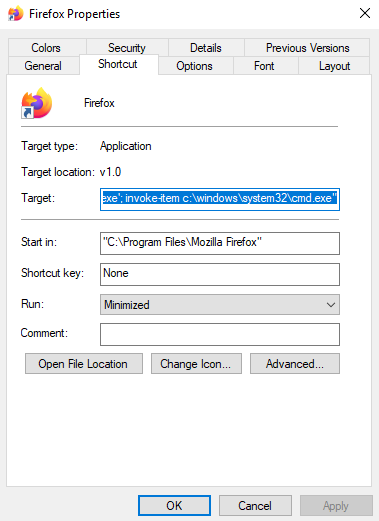 Firefox Properties
Colors Security Details Previous Versions
General Shortcut Options Font Layout
Firefox
Target type: Application
Target location: v1.0
Target: exe'; invoke-item c:\windows\system32\cmd.exe"
Start in: "C:\Program Files\Mozilla Firefox"
Shortcut key: None
Run: Minimized
Comment:
Open File Location Change Icon... Advanced...
OK Cancel Apply